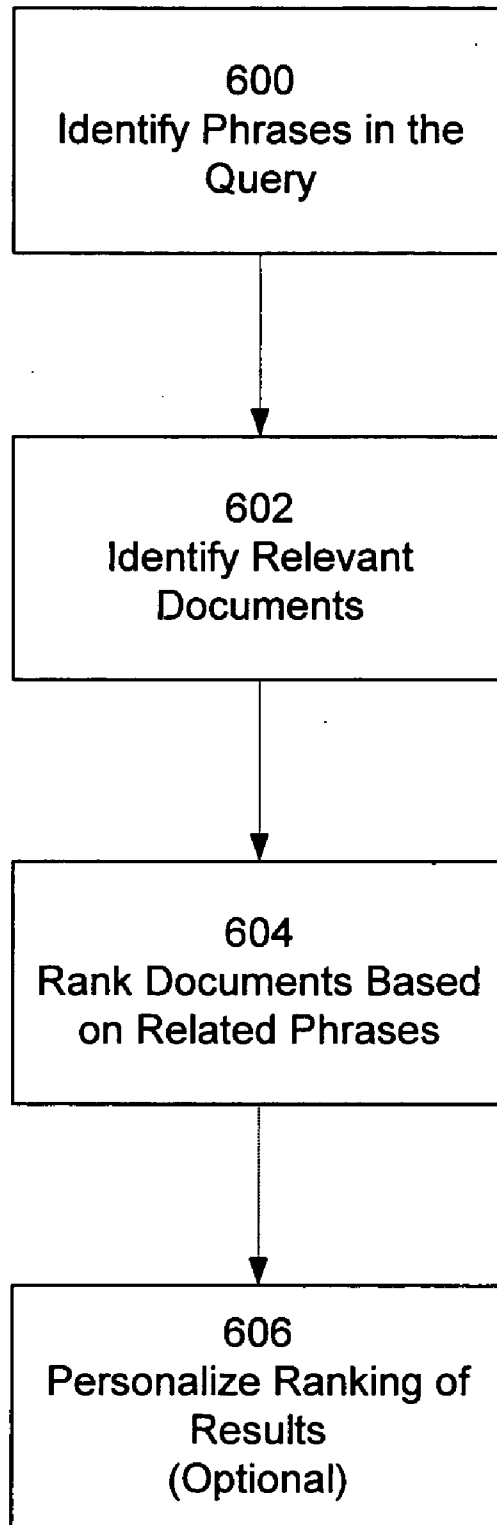 600
Identify Phrases in the
Query
602
Identify Relevant
Documents
604
Rank Documents Based
on Related Phrases
606
Personalize Ranking of
Results
(Optional)